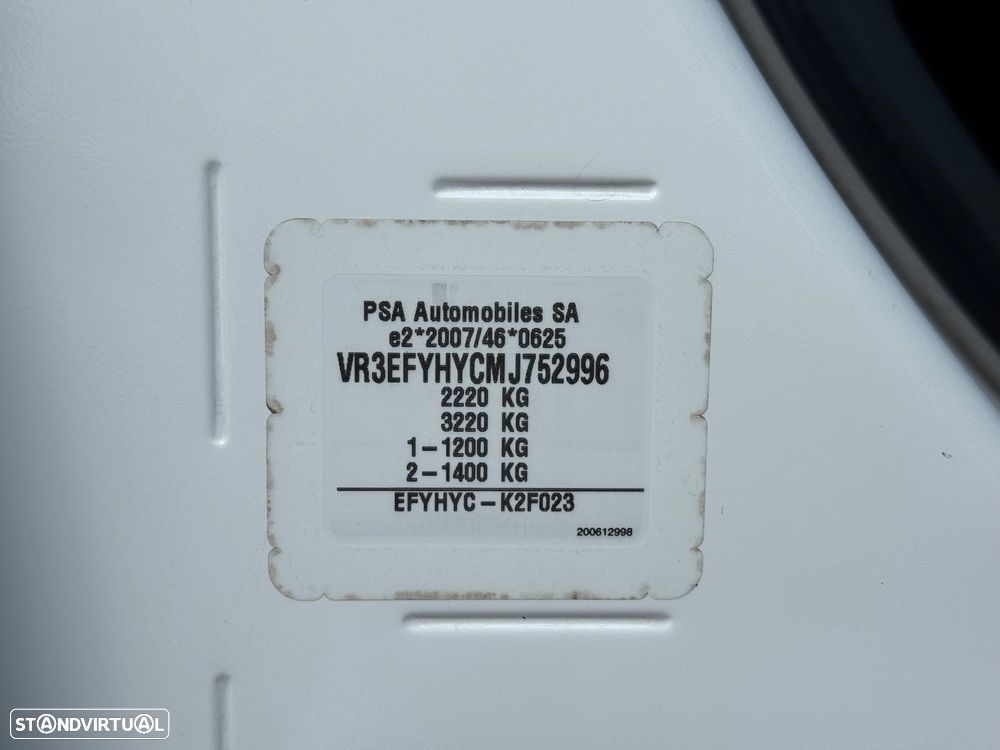 PSA Automobiles SA
e2*2007/46*0625
VR3EFYHYCMJ752996
2220 KG
3220 KG
1-1200 KG
2-1400 KG
EFYHYC-K2F023
200612998
STANDVIRTUAL